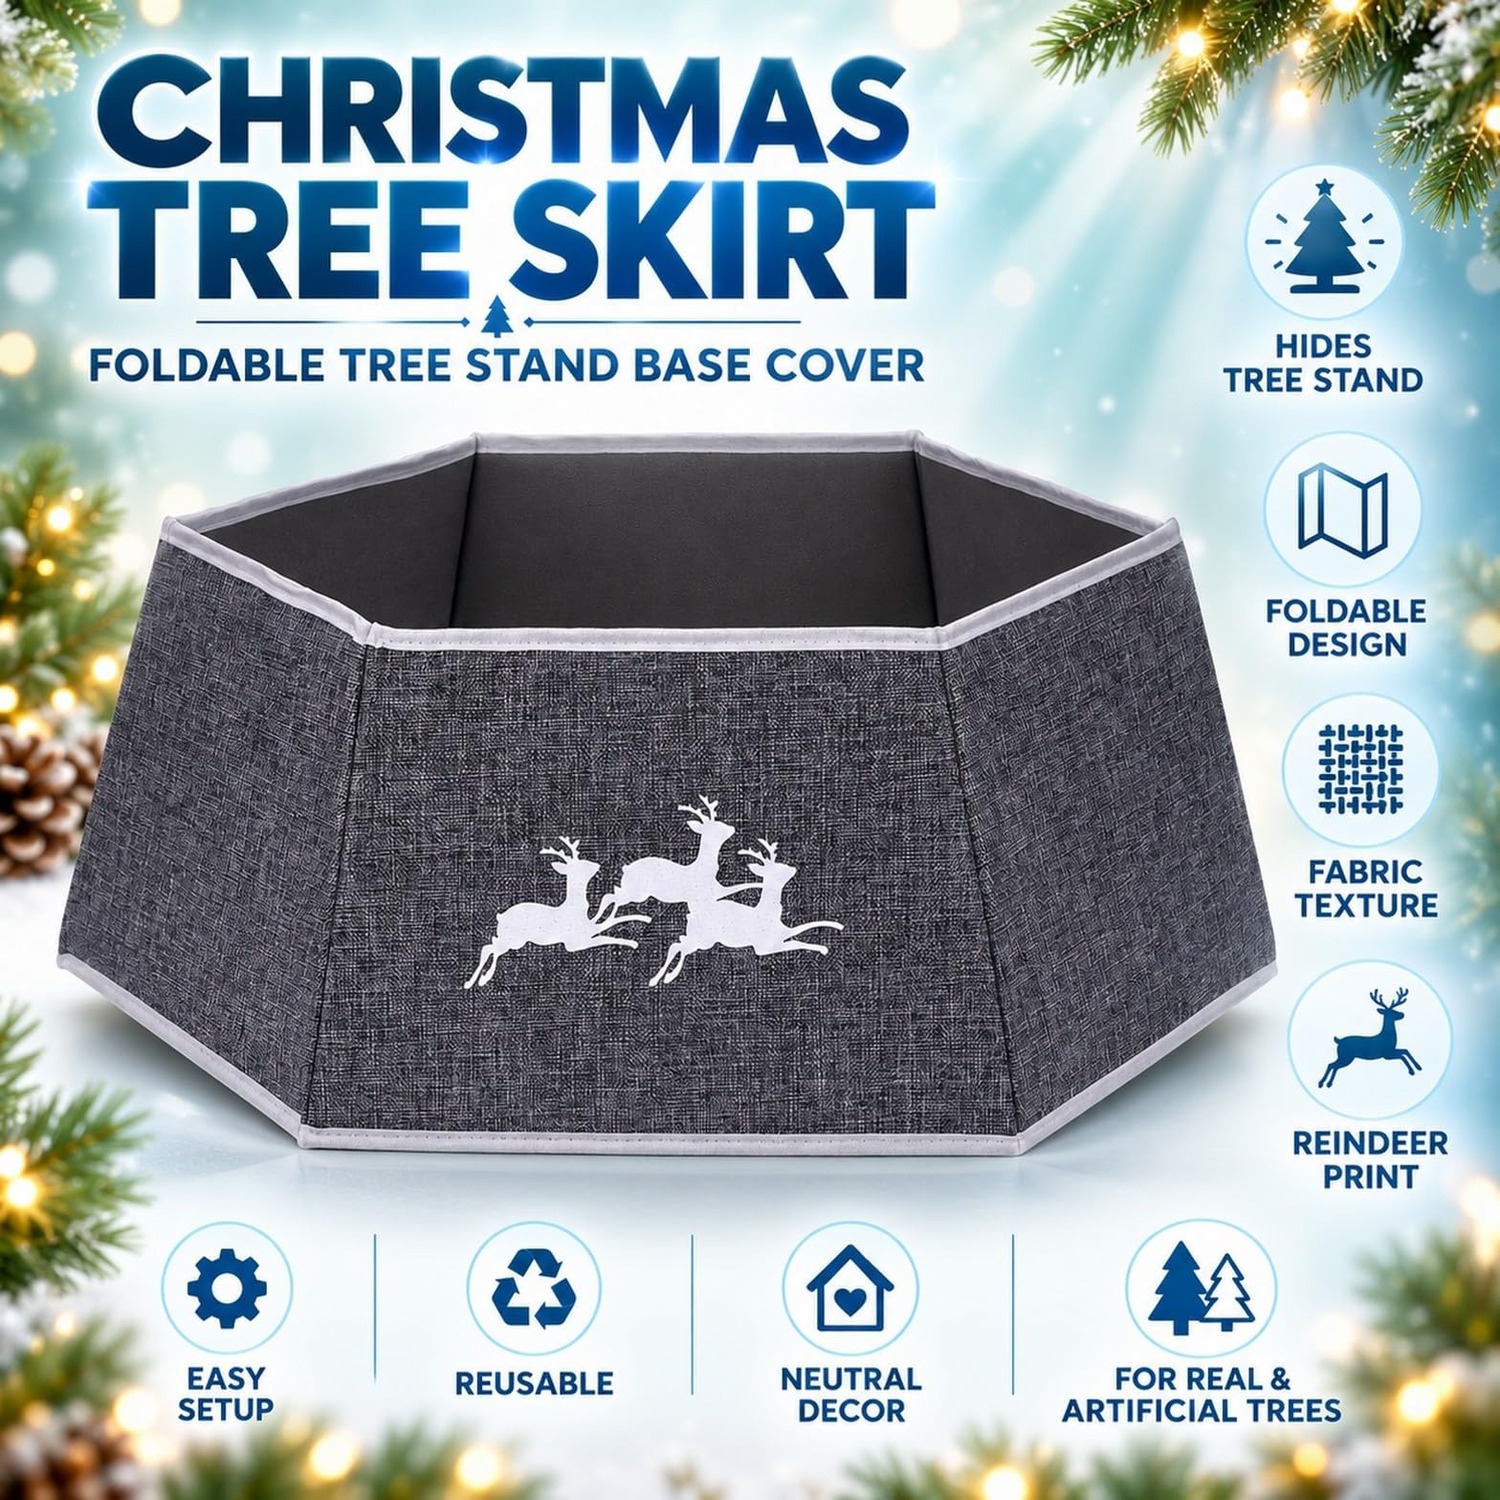 CHRISTMAS
TREE SKIRT
FOLDABLE TREE STAND BASE COVER
HIDES
TREE STAND
FOLDABLE
DESIGN
FABRIC
TEXTURE
REINDEER
PRINT
EASY
SETUP
REUSABLE
NEUTRAL
DECOR
FOR REAL &
ARTIFICIAL TREES